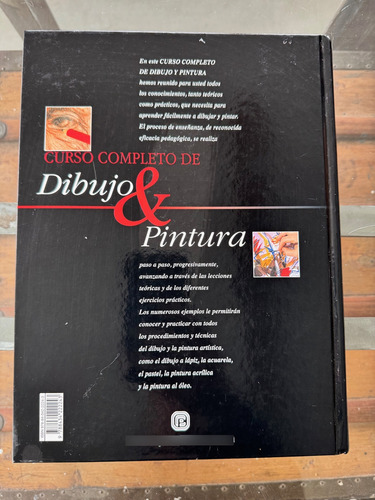 En este CURSO COMPLETO
DE DIBUJO Y PINTURA
hemos reunido para usted todos
los conocimientos, tanto teóricos
como prácticos, que necesita para
aprender fácilmente a dibujar y pintar.
El proceso de enseñanza, de reconocida
eficacia pedagógica, se realiza
CURSO COMPLETO DE
Dibujo
&
Pintura
paso a paso, progresivamente,
avanzando a través de las lecciones
teóricas y de los diferentes
ejercicios prácticos.
Los numerosos ejemplos le permitirán
conocer y practicar con todos
los procedimientos y técnicas
del dibujo y la pintura artística,
como el dibujo a lápiz, la acuarela,
el pastel, la pintura acrílica
y la pintura al óleo.